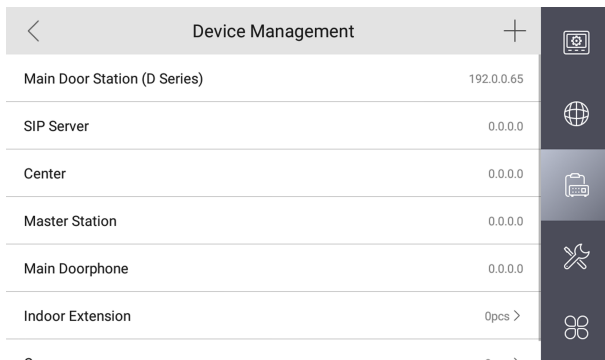 Device Management
Main Door Station (D Series) 192.0.0.65
SIP Server 0.0.0.0
Center 0.0.0.0
Master Station 0.0.0.0
Main Doorphone 0.0.0.0
Indoor Extension 0pcs >